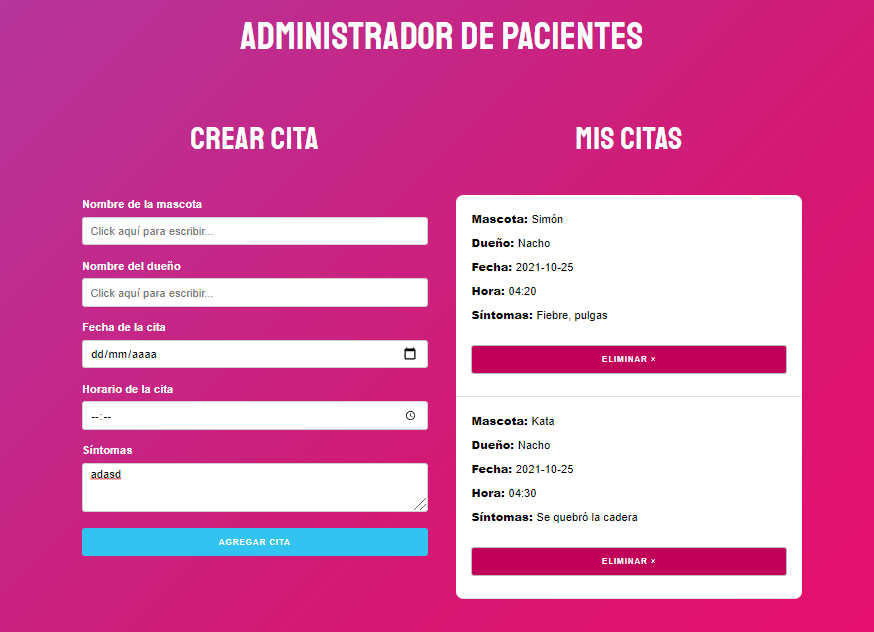 ADMINISTRADOR DE PACIENTES
CREAR CITA
Nombre de la mascota
Click aquí para escribir...
Nombre del dueño
Click aquí para escribir...
Fecha de la cita
dd/mm/aaaa
Horario de la cita
--:--
Síntomas
adasd
AGREGAR CITA
MIS CITAS
Mascota: Simón
Dueño: Nacho
Fecha: 2021-10-25
Hora: 04:20
Síntomas: Fiebre, pulgas
ELIMINAR ×
Mascota: Kata
Dueño: Nacho
Fecha: 2021-10-25
Hora: 04:30
Síntomas: Se quebró la cadera
ELIMINAR ×